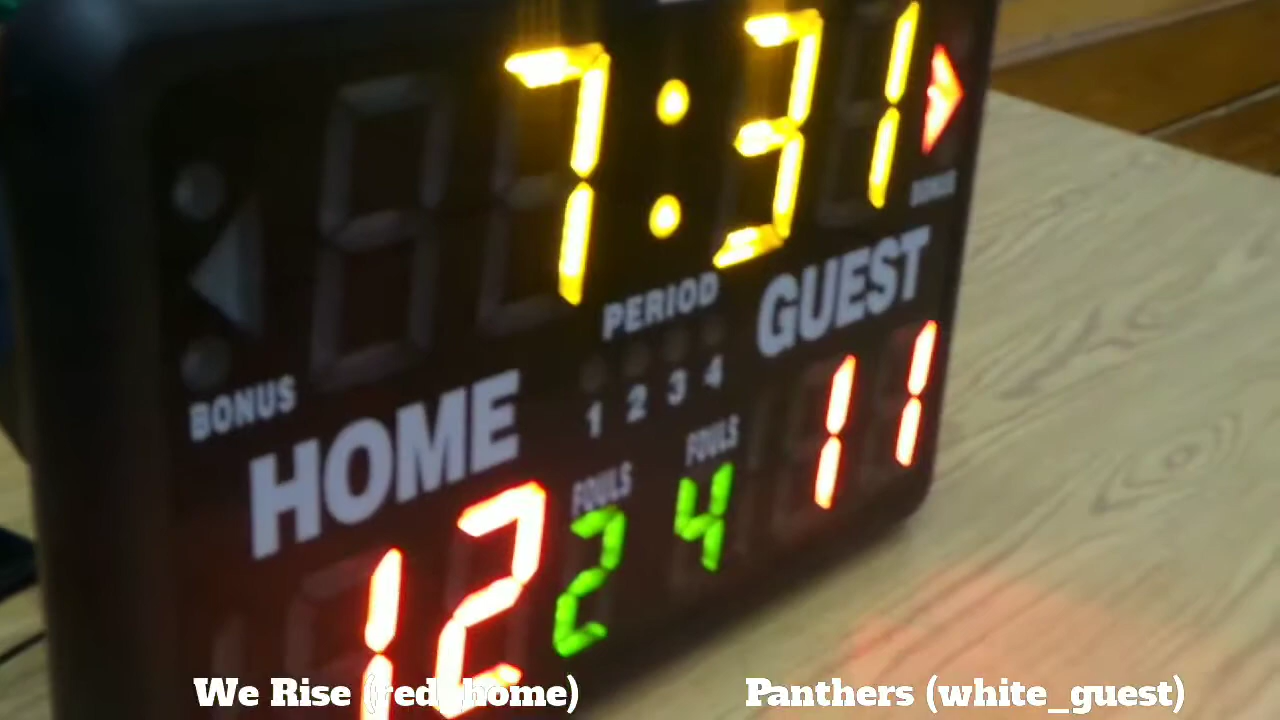 7:31
BONUS
PERIOD
GUEST
1 2 3 4
BONUS
HOME
FOULS
FOULS
12
2
4
11
We Rise (red_home)
Panthers (white_guest)